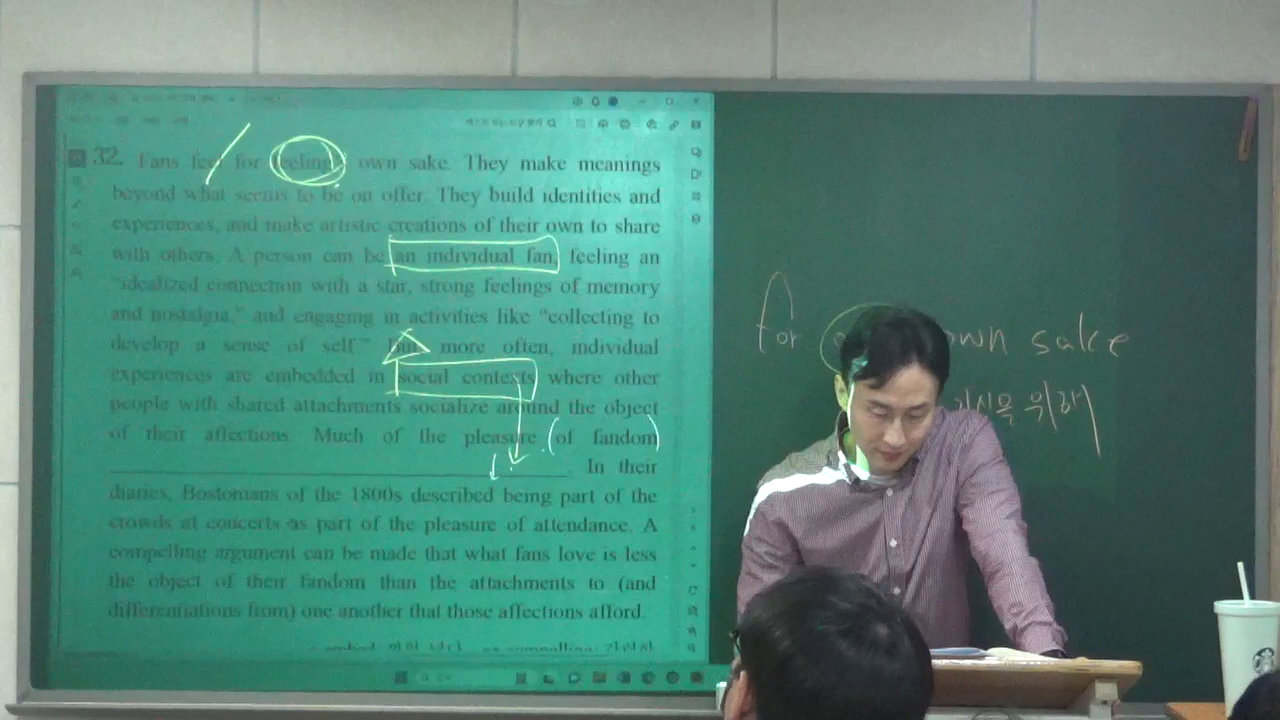 32. Fans feel for feeling's own sake. They make meanings
beyond what seems to be on offer. They build identities and
experiences, and make artistic creations of their own to share
with others. A person can be an individual fan, feeling an
"idealized connection with a star, strong feelings of memory
and nostalgia," and engaging in activities like "collecting to
develop a sense of self." But, more often, individual
experiences are embedded in social contexts where other
people with shared attachments socialize around the object
of their affections. Much of the pleasure (of fandom)
. In their
diaries, Bostonians of the 1800s described being part of the
crowds at concerts as part of the pleasure of attendance. A
compelling argument can be made that what fans love is less
the object of their fandom than the attachments to (and
differentiations from) one another that those affections afford.
for own sake
위해